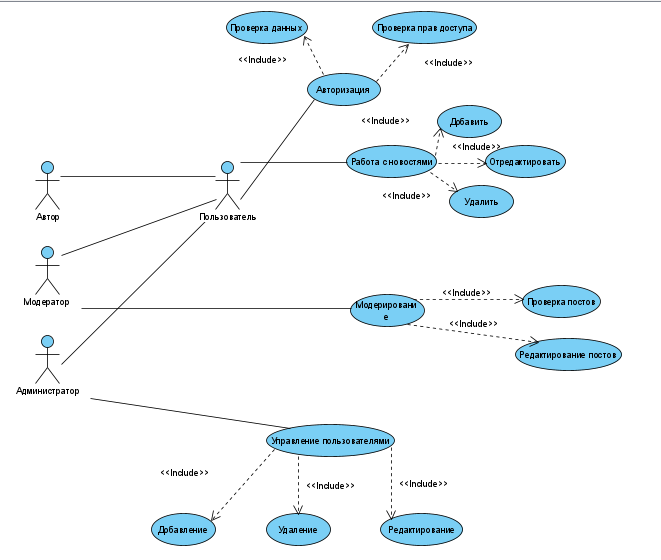 Проверка данных
Проверка прав доступа
<<Include>>
<<Include>>
Авторизация
<<Include>>
Добавить
<<Include>>
Работа с новостями
Отредактировать
<<Include>>
Удалить
Автор
Пользователь
Модератор
<<Include>>
Проверка постов
Модерировани
е
<<Include>>
Редактирование постов
Администратор
Управление пользователями
<<Include>>
<<Include>>
<<Include>>
Добавление
Удаление
Редактирование